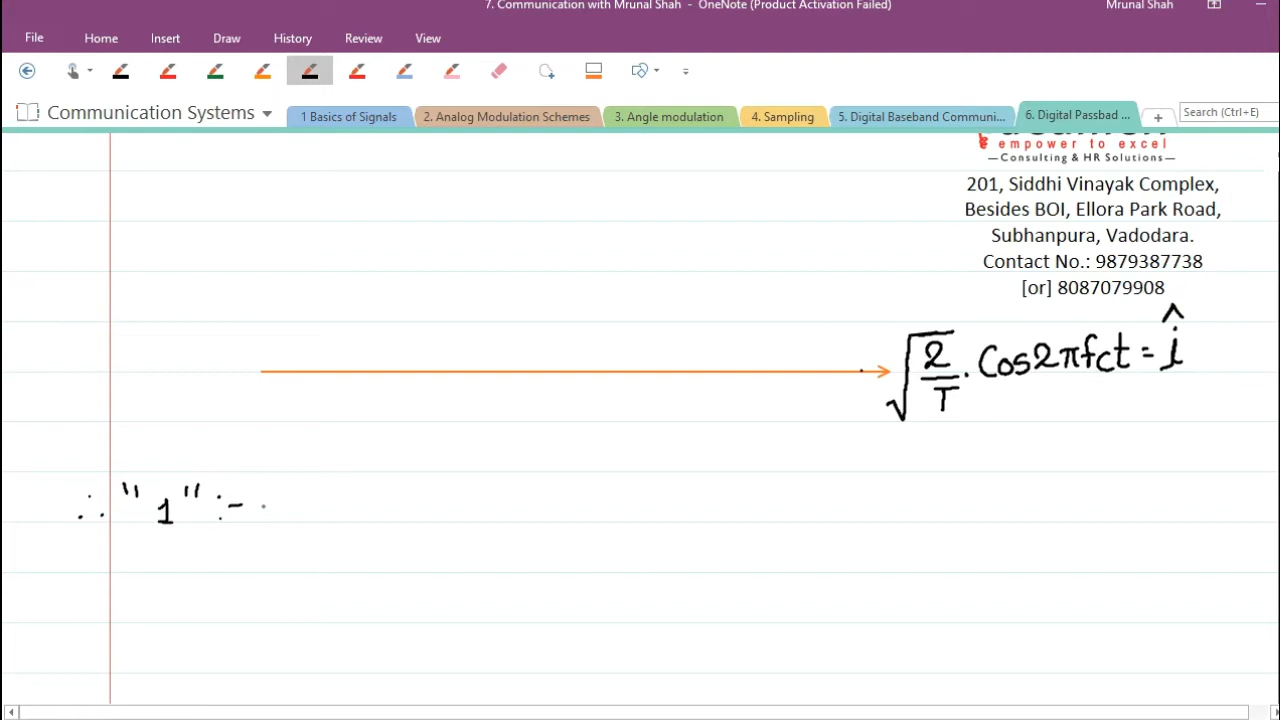 7. Communication with Mrunal Shah - OneNote (Product Activation Failed)
Mrunal Shah
File Home Insert Draw History Review View
Communication Systems
1 Basics of Signals
2. Analog Modulation Schemes
3. Angle modulation
4. Sampling
5. Digital Baseband Communi...
6. Digital Passbad ...
Search (Ctrl+E)
empower to excel
—Consulting & HR Solutions—
201, Siddhi Vinayak Complex,
Besides BOI, Ellora Park Road,
Subhanpura, Vadodara.
Contact No.: 9879387738
[or] 8087079908
√(2/T) . Cos2πfct = î
∴ "1" :-